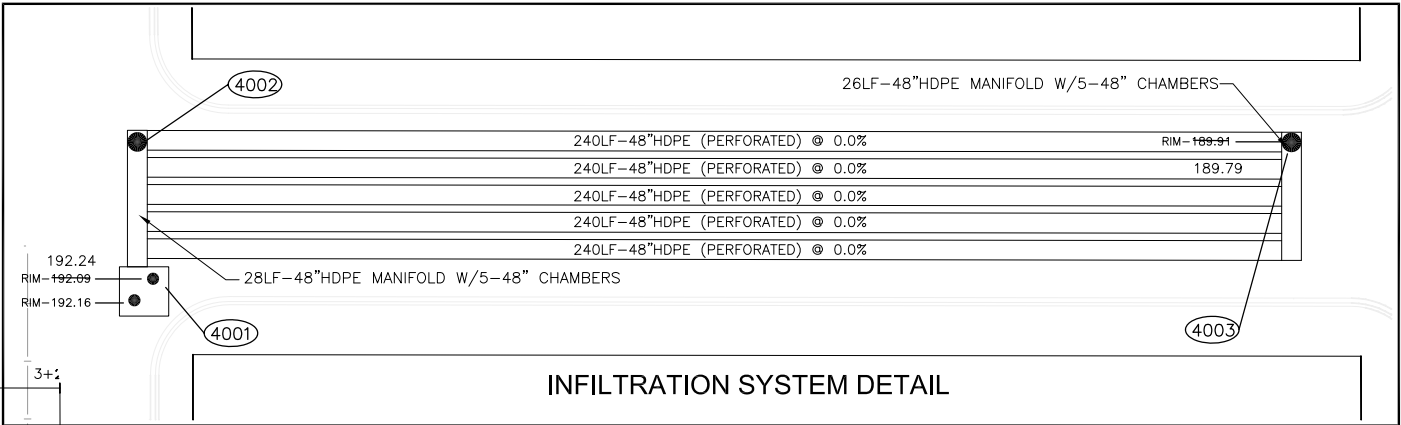 4002
26LF-48"HDPE MANIFOLD W/5-48" CHAMBERS
240LF-48"HDPE (PERFORATED) @ 0.0%
RIM-189.91
240LF-48"HDPE (PERFORATED) @ 0.0%
189.79
240LF-48"HDPE (PERFORATED) @ 0.0%
240LF-48"HDPE (PERFORATED) @ 0.0%
240LF-48"HDPE (PERFORATED) @ 0.0%
192.24
RIM-192.09
28LF-48"HDPE MANIFOLD W/5-48" CHAMBERS
RIM-192.16
4001
4003
INFILTRATION SYSTEM DETAIL